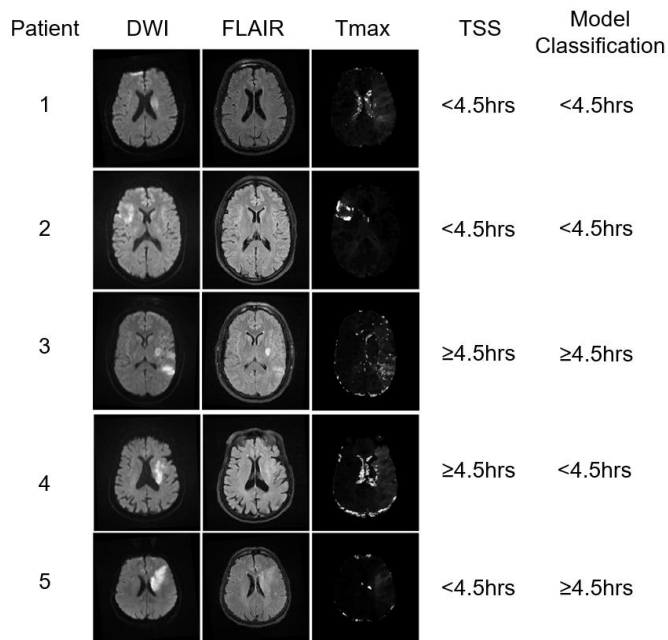 Patient DWI FLAIR Tmax TSS Model Classification
1 <4.5hrs <4.5hrs
2 <4.5hrs <4.5hrs
3 ≥4.5hrs ≥4.5hrs
4 ≥4.5hrs <4.5hrs
5 <4.5hrs ≥4.5hrs